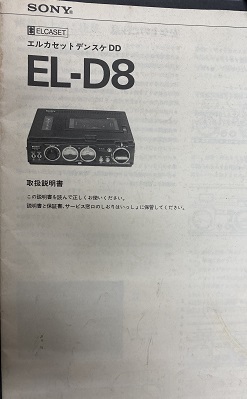 SONY
ELCASET
エルカセットデンスケDD
EL-D8
取扱説明書
この説明書を読んで正しくお使いください。
説明書と保証書、サービス窓口のしおりはいっしょに保管してください。